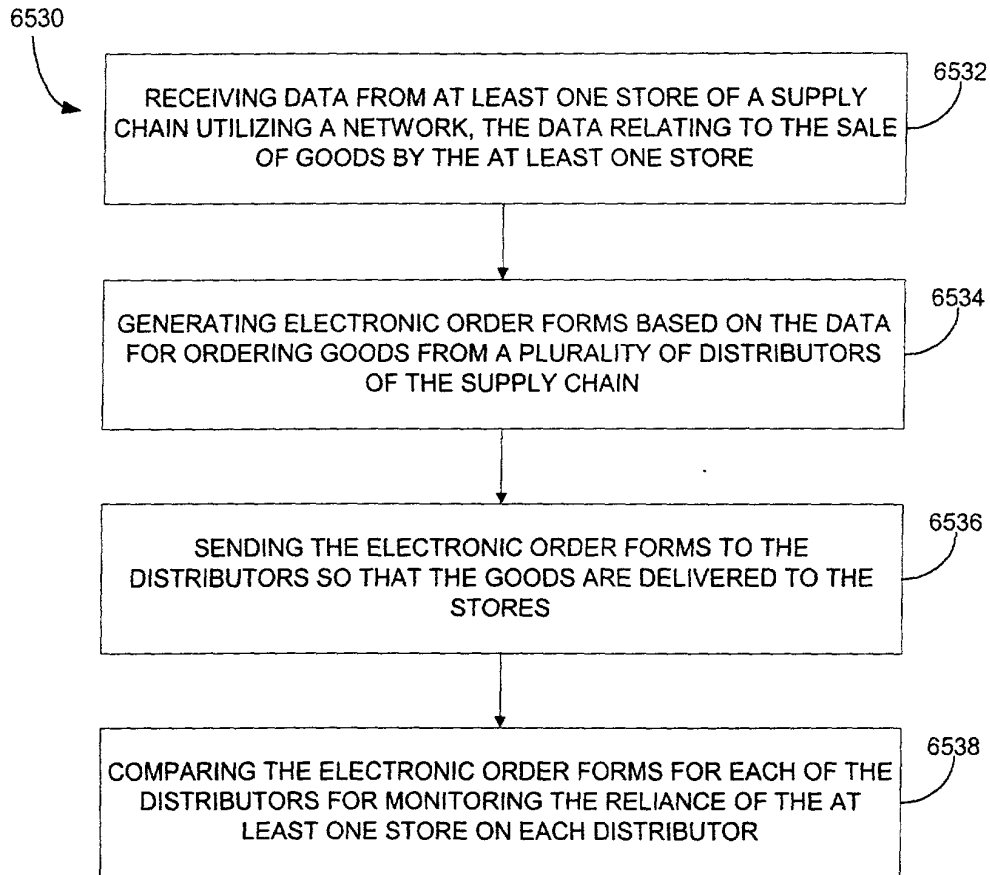 6530
6532
RECEIVING DATA FROM AT LEAST ONE STORE OF A SUPPLY
CHAIN UTILIZING A NETWORK, THE DATA RELATING TO THE SALE
OF GOODS BY THE AT LEAST ONE STORE
6534
GENERATING ELECTRONIC ORDER FORMS BASED ON THE DATA
FOR ORDERING GOODS FROM A PLURALITY OF DISTRIBUTORS
OF THE SUPPLY CHAIN
6536
SENDING THE ELECTRONIC ORDER FORMS TO THE
DISTRIBUTORS SO THAT THE GOODS ARE DELIVERED TO THE
STORES
6538
COMPARING THE ELECTRONIC ORDER FORMS FOR EACH OF THE
DISTRIBUTORS FOR MONITORING THE RELIANCE OF THE AT
LEAST ONE STORE ON EACH DISTRIBUTOR